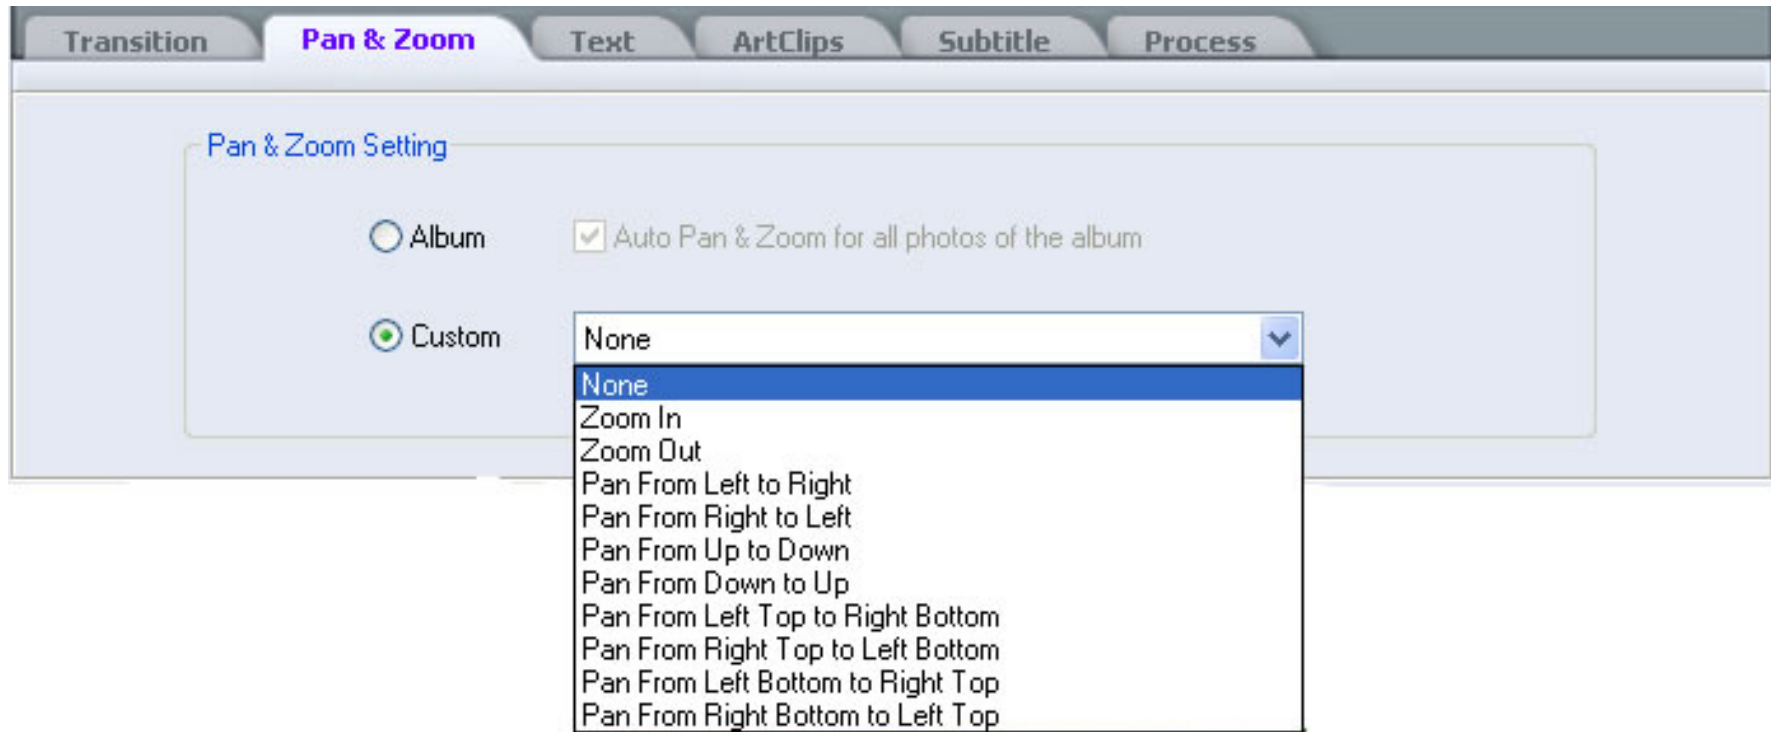 Transition Pan & Zoom Text ArtClips Subtitle Process
Pan & Zoom Setting
Album Auto Pan & Zoom for all photos of the album
Custom None
None
Zoom In
Zoom Out
Pan From Left to Right
Pan From Right to Left
Pan From Up to Down
Pan From Down to Up
Pan From Left Top to Right Bottom
Pan From Right Top to Left Bottom
Pan From Left Bottom to Right Top
Pan From Right Bottom to Left Top